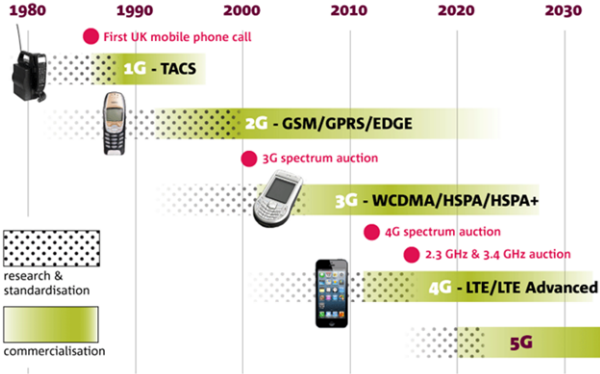 1980 1990 2000 2010 2020 2030
First UK mobile phone call
1G - TACS
2G - GSM/GPRS/EDGE
3G spectrum auction
3G - WCDMA/HSPA/HSPA+
4G spectrum auction
2.3 GHz & 3.4 GHz auction
research &
standardisation
4G - LTE/LTE Advanced
commercialisation
5G